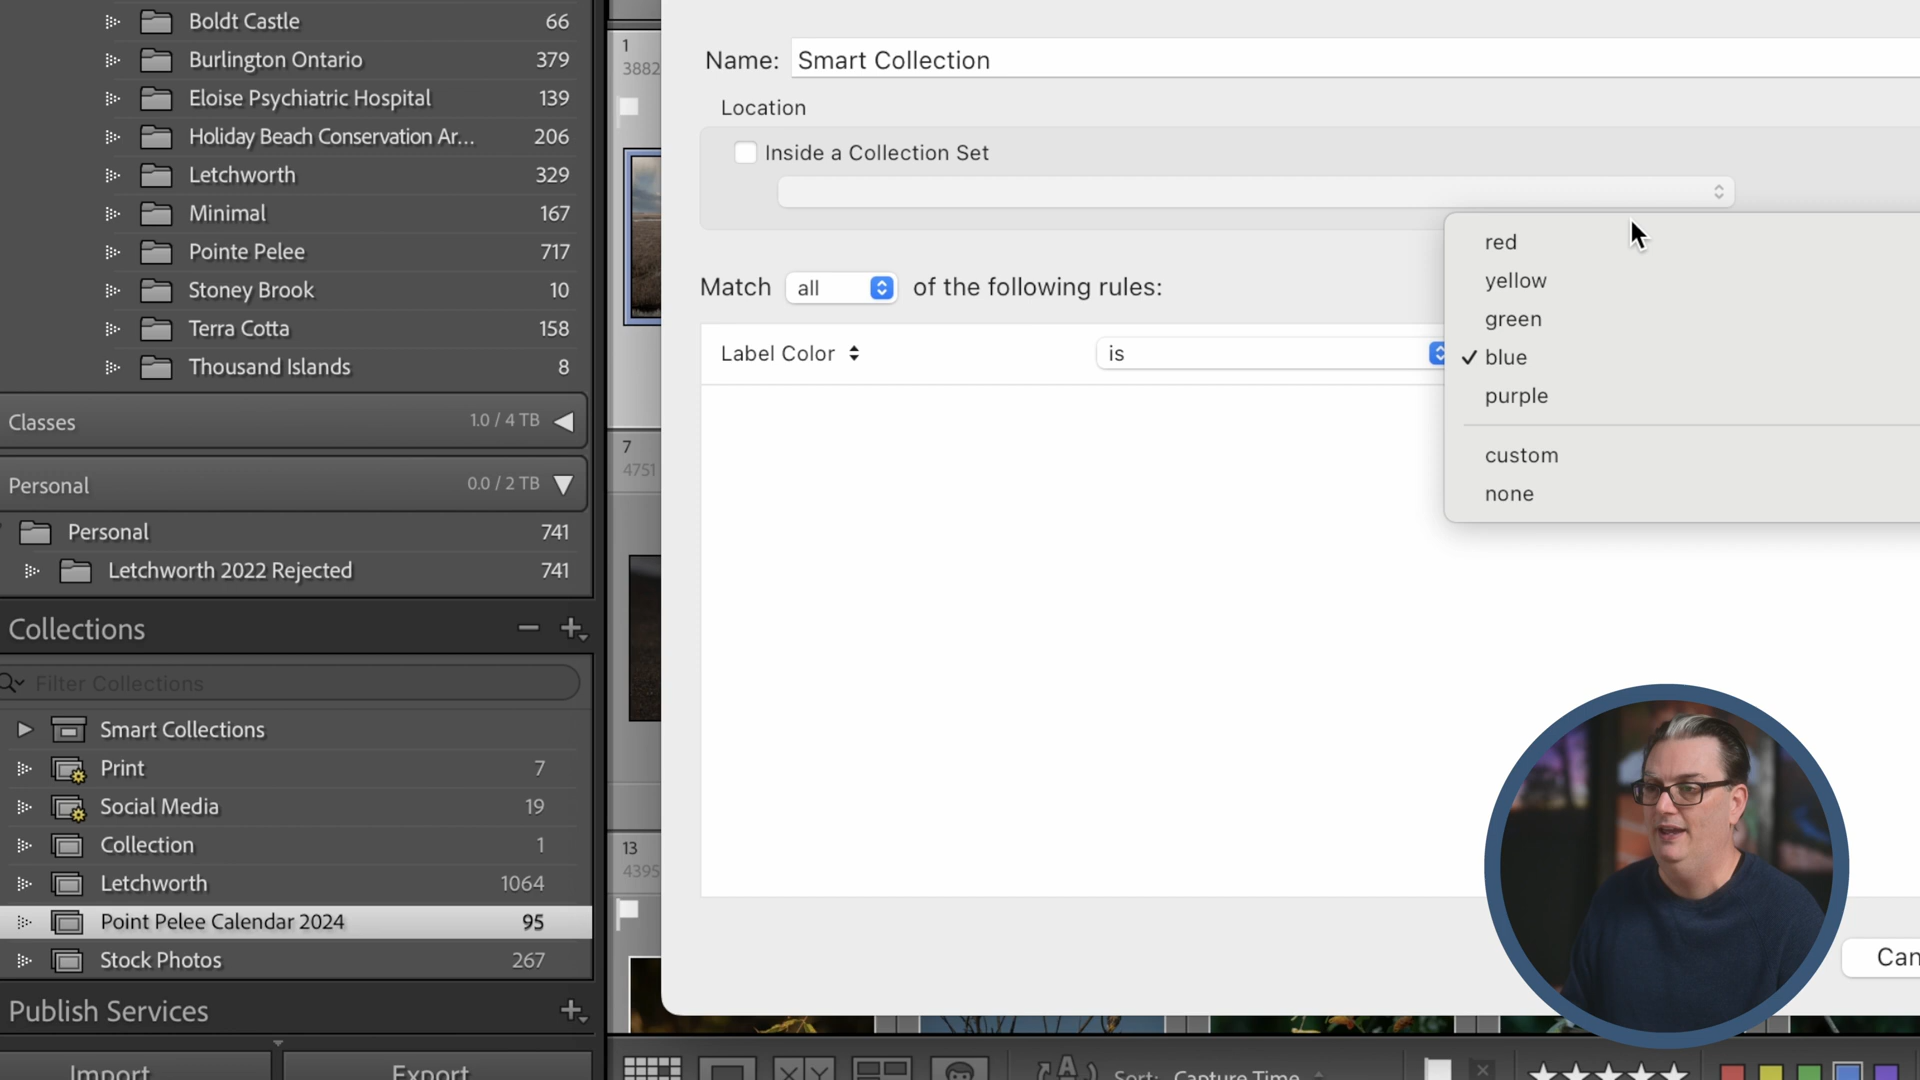 Boldt Castle 66
Burlington Ontario 379
Eloise Psychiatric Hospital 139
Holiday Beach Conservation Ar... 206
Letchworth 329
Minimal 167
Pointe Pelee 717
Stoney Brook 10
Terra Cotta 158
Thousand Islands 8
Classes 1.0 / 4 TB
Personal 0.0 / 2 TB
Personal 741
Letchworth 2022 Rejected 741
Collections
Filter Collections
Smart Collections
Print 7
Social Media 19
Collection 1
Letchworth 1064
Point Pelee Calendar 2024 95
Stock Photos 267
Publish Services
Import Export
1
3882
7
4751
13
4395
Name: Smart Collection
Location
Inside a Collection Set
Match all of the following rules:
Label Color is
red
yellow
green
blue
purple
custom
none
Can
Sort: Capture Time